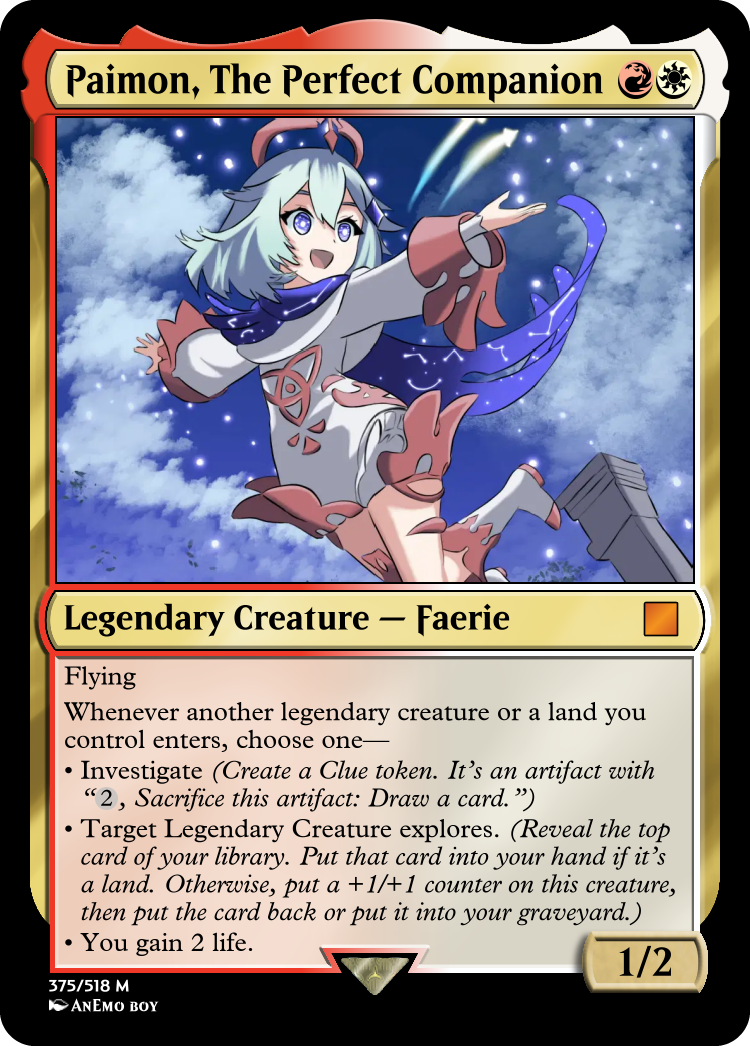 Paimon, The Perfect Companion
Legendary Creature — Faerie
Flying
Whenever another legendary creature or a land you
control enters, choose one—
• Investigate (Create a Clue token. It's an artifact with
“2, Sacrifice this artifact: Draw a card.”)
• Target Legendary Creature explores. (Reveal the top
card of your library. Put that card into your hand if it's
a land. Otherwise, put a +1/+1 counter on this creature,
then put the card back or put it into your graveyard.)
• You gain 2 life.
1/2
375/518 M
AnEmo boy